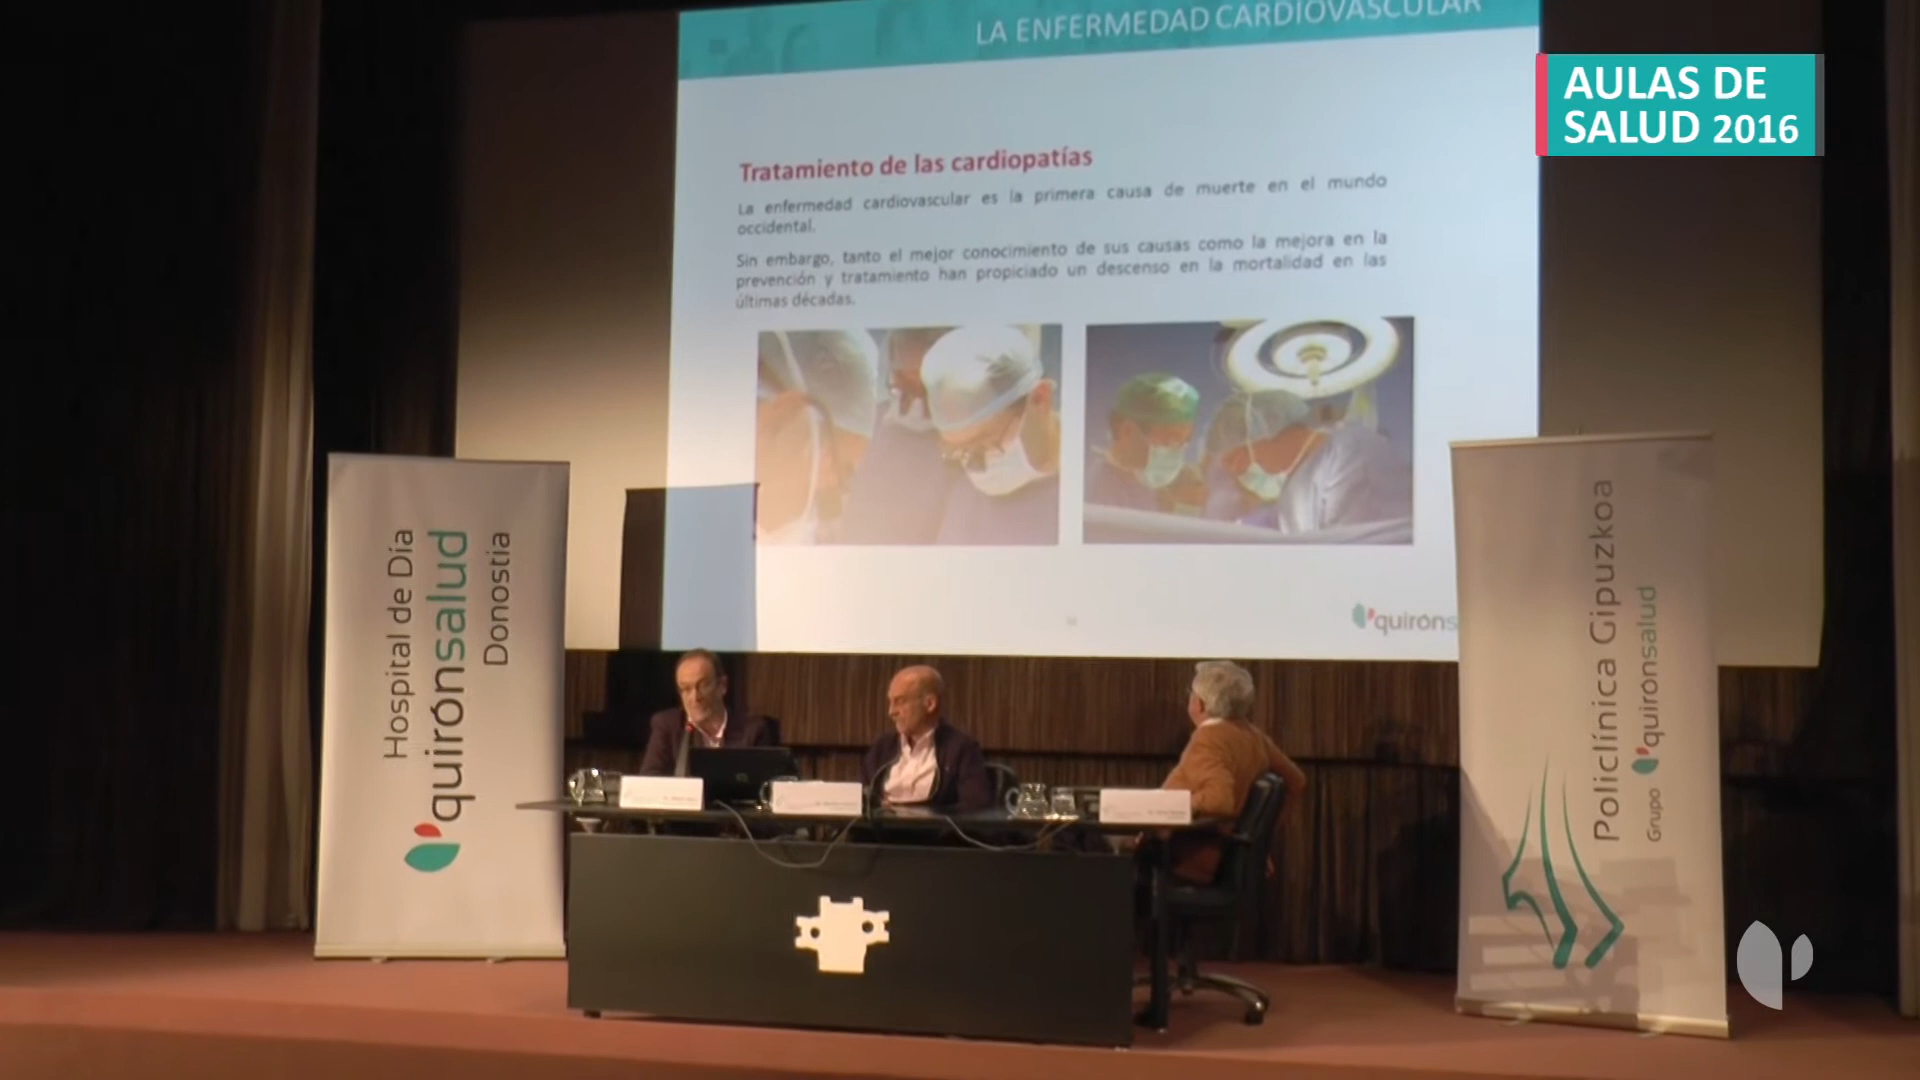 LA ENFERMEDAD CARDIOVASCULAR
AULAS DE
SALUD 2016
Tratamiento de las cardiopatías
La enfermedad cardiovascular es la primera causa de muerte en el mundo
occidental.
Sin embargo, tanto el mejor conocimiento de sus causas como la mejora en la
prevención y tratamiento han propiciado un descenso en la mortalidad en las
últimas décadas.
quiróns
Hospital de Día
quirónsalud
Donostia
Policlínica Gipuzkoa
Grupo quirónsalud